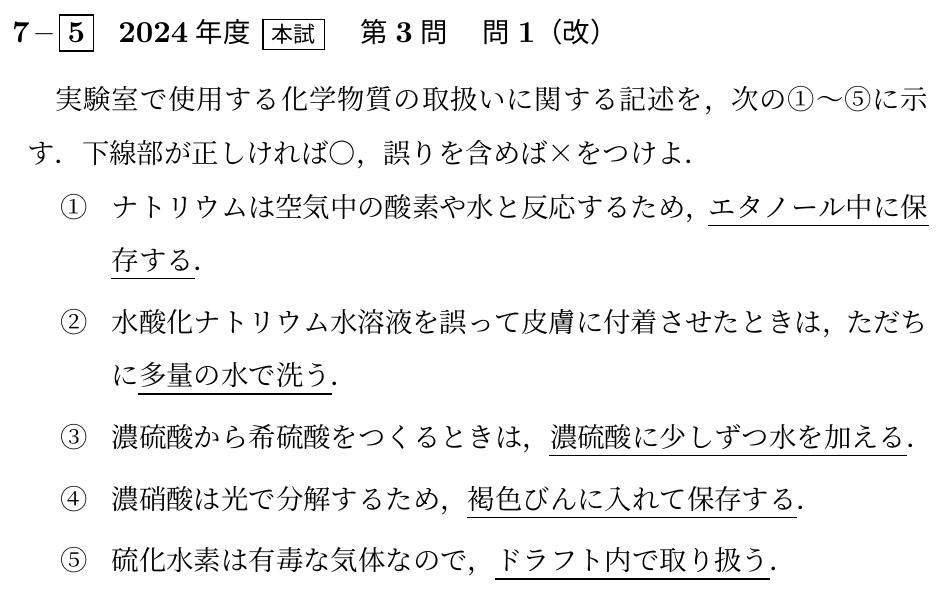 7−5 2024年度 本試 第3問 問1（改）
実験室で使用する化学物質の取扱いに関する記述を，次の①～⑤に示
す．下線部が正しければ○，誤りを含めば×をつけよ．
① ナトリウムは空気中の酸素や水と反応するため，エタノール中に保
存する．
② 水酸化ナトリウム水溶液を誤って皮膚に付着させたときは，ただち
に多量の水で洗う．
③ 濃硫酸から希硫酸をつくるときは，濃硫酸に少しずつ水を加える．
④ 濃硝酸は光で分解するため，褐色びんに入れて保存する．
⑤ 硫化水素は有毒な気体なので，ドラフト内で取り扱う．